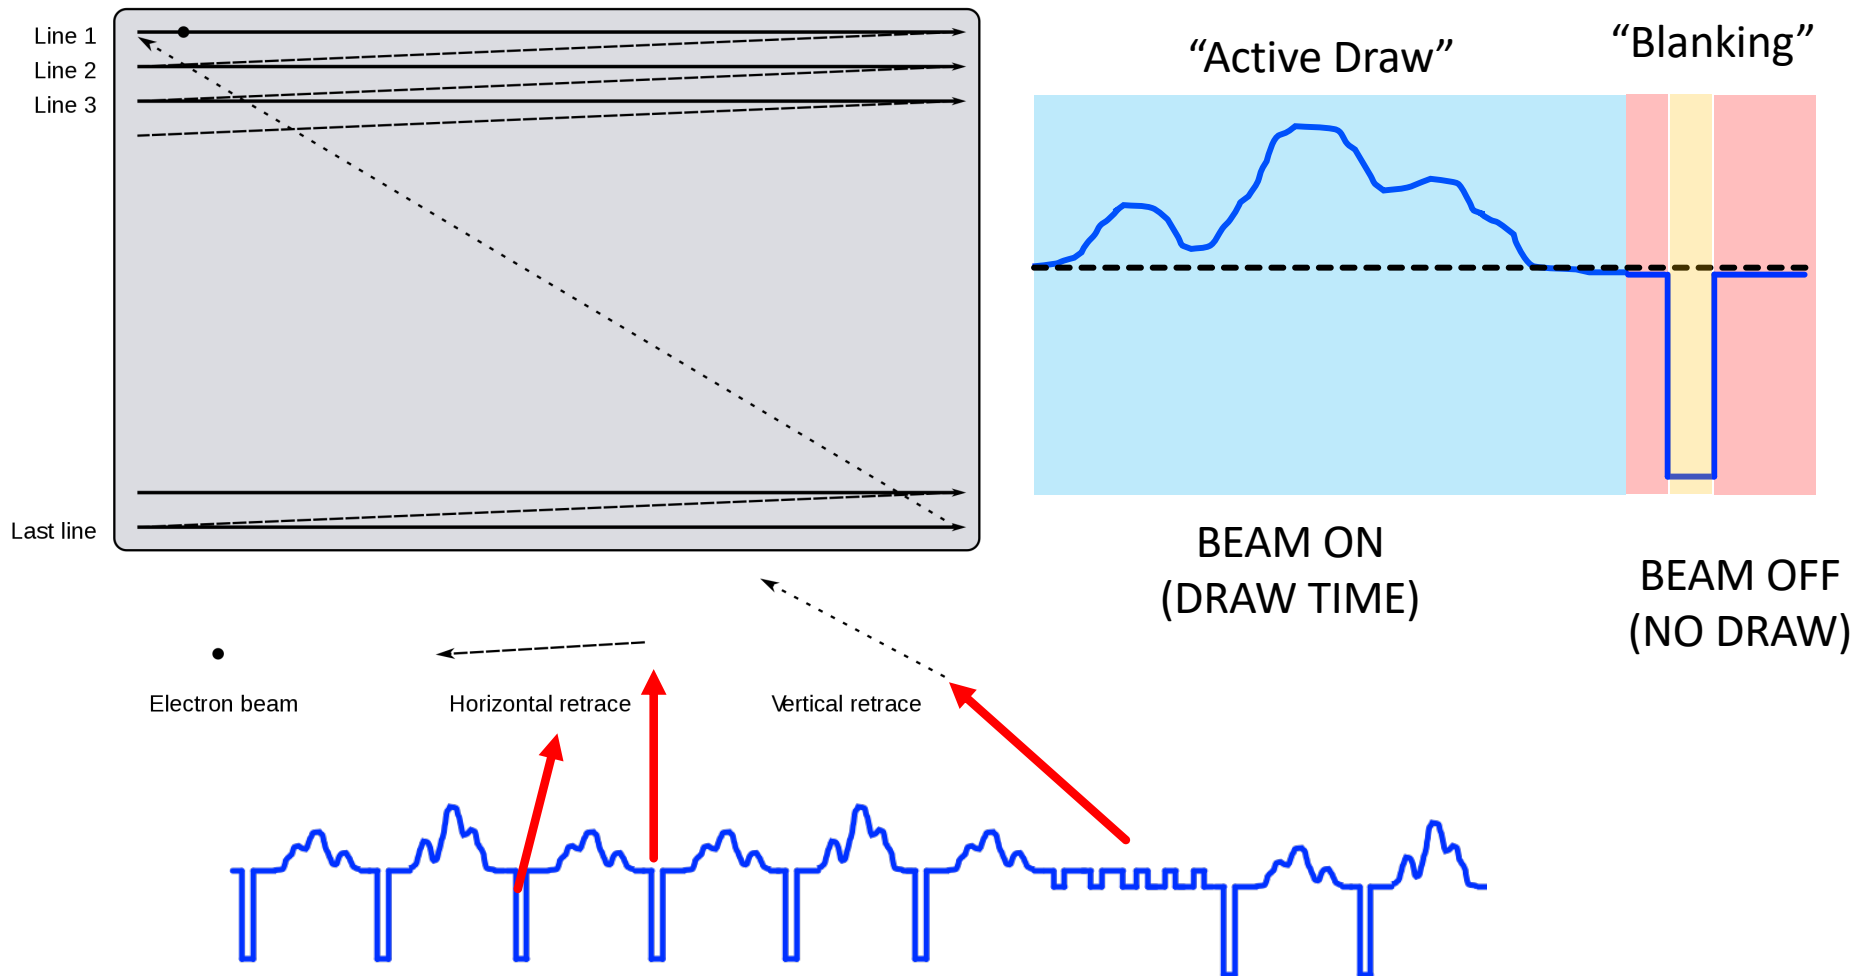 Line 1
Line 2
Line 3
Last line
Electron beam
Horizontal retrace
Vertical retrace
“Active Draw”
“Blanking”
BEAM ON
(DRAW TIME)
BEAM OFF
(NO DRAW)